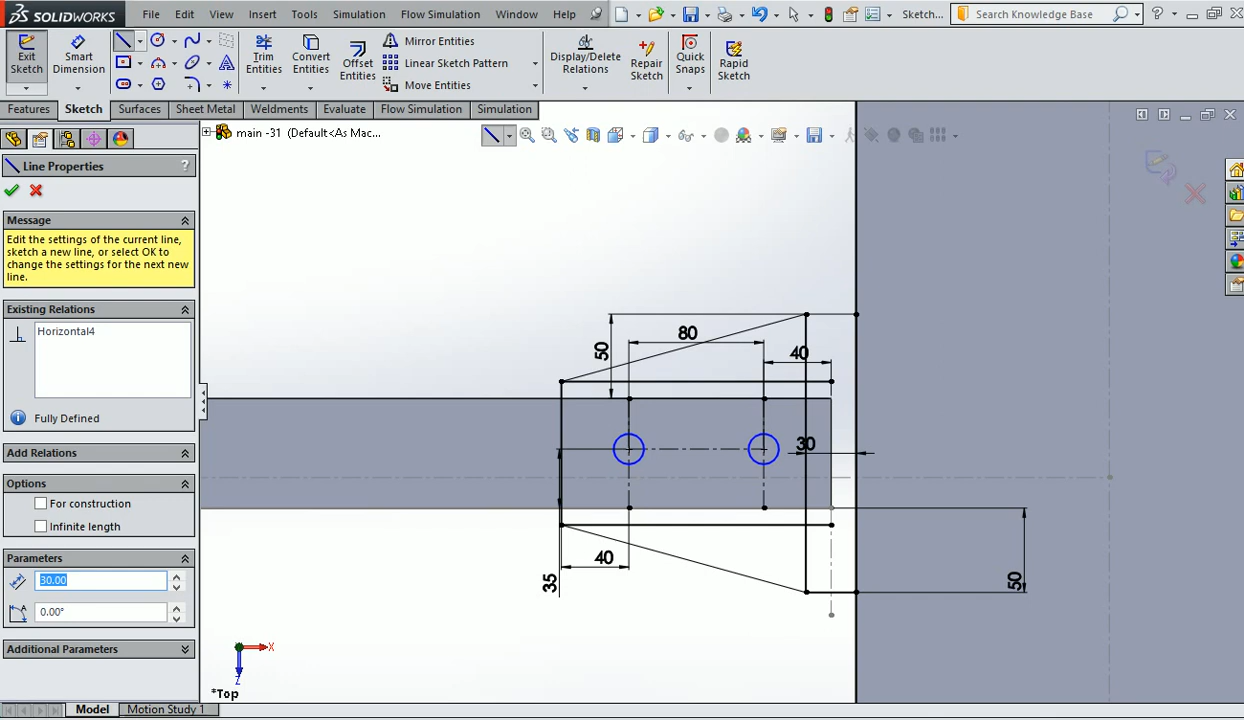 SOLIDWORKS File Edit View Insert Tools Simulation Flow Simulation Window Help Sketch... Search Knowledge Base ?
Exit Sketch
Smart Dimension
Trim Entities
Convert Entities
Offset Entities
Mirror Entities
Linear Sketch Pattern
Move Entities
Display/Delete Relations
Repair Sketch
Quick Snaps
Rapid Sketch
Features Sketch Surfaces Sheet Metal Weldments Evaluate Flow Simulation Simulation
main -31 (Default<As Mac...
Line Properties ?
Message
Edit the settings of the current line,
sketch a new line, or select OK to
change the settings for the next new
line.
Existing Relations
Horizontal4
Fully Defined
Add Relations
Options
For construction
Infinite length
Parameters
30.00
0.00°
Additional Parameters
50
80
40
30
40
35
50
X
Z
*Top
Model Motion Study 1